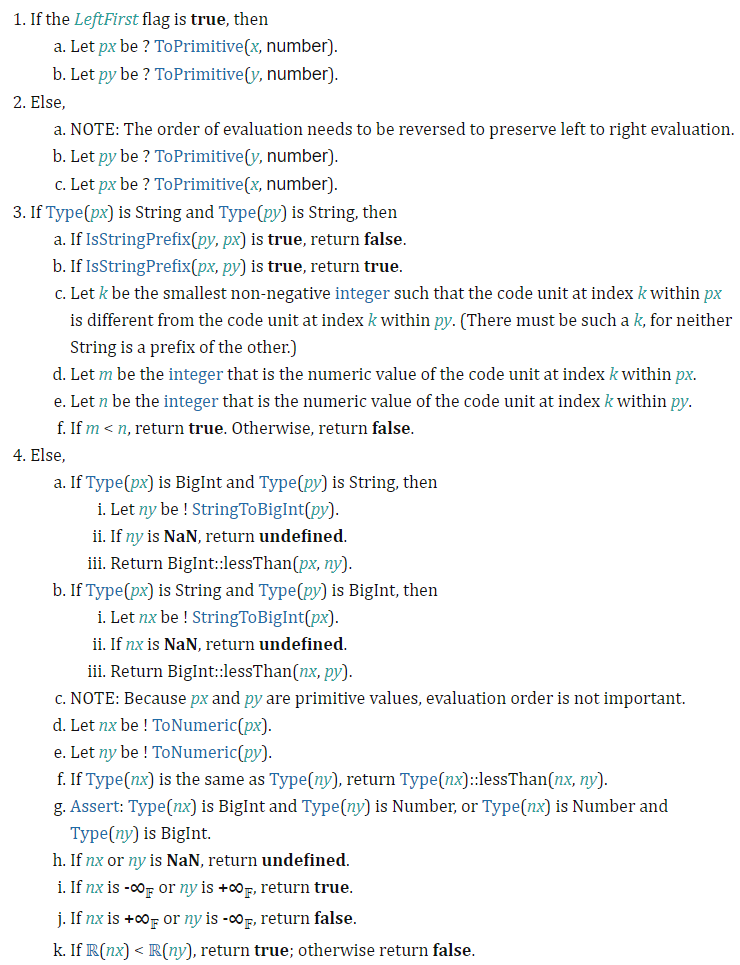 1. If the LeftFirst flag is true, then
a. Let px be ? ToPrimitive(x, number).
b. Let py be ? ToPrimitive(y, number).
2. Else,
a. NOTE: The order of evaluation needs to be reversed to preserve left to right evaluation.
b. Let py be ? ToPrimitive(y, number).
c. Let px be ? ToPrimitive(x, number).
3. If Type(px) is String and Type(py) is String, then
a. If IsStringPrefix(py, px) is true, return false.
b. If IsStringPrefix(px, py) is true, return true.
c. Let k be the smallest non-negative integer such that the code unit at index k within px
is different from the code unit at index k within py. (There must be such a k, for neither
String is a prefix of the other.)
d. Let m be the integer that is the numeric value of the code unit at index k within px.
e. Let n be the integer that is the numeric value of the code unit at index k within py.
f. If m < n, return true. Otherwise, return false.
4. Else,
a. If Type(px) is BigInt and Type(py) is String, then
i. Let ny be ! StringToBigInt(py).
ii. If ny is NaN, return undefined.
iii. Return BigInt::lessThan(px, ny).
b. If Type(px) is String and Type(py) is BigInt, then
i. Let nx be ! StringToBigInt(px).
ii. If nx is NaN, return undefined.
iii. Return BigInt::lessThan(nx, py).
c. NOTE: Because px and py are primitive values, evaluation order is not important.
d. Let nx be ! ToNumeric(px).
e. Let ny be ! ToNumeric(py).
f. If Type(nx) is the same as Type(ny), return Type(nx)::lessThan(nx, ny).
g. Assert: Type(nx) is BigInt and Type(ny) is Number, or Type(nx) is Number and
Type(ny) is BigInt.
h. If nx or ny is NaN, return undefined.
i. If nx is -∞𝔽 or ny is +∞𝔽, return true.
j. If nx is +∞𝔽 or ny is -∞𝔽, return false.
k. If ℝ(nx) < ℝ(ny), return true; otherwise return false.